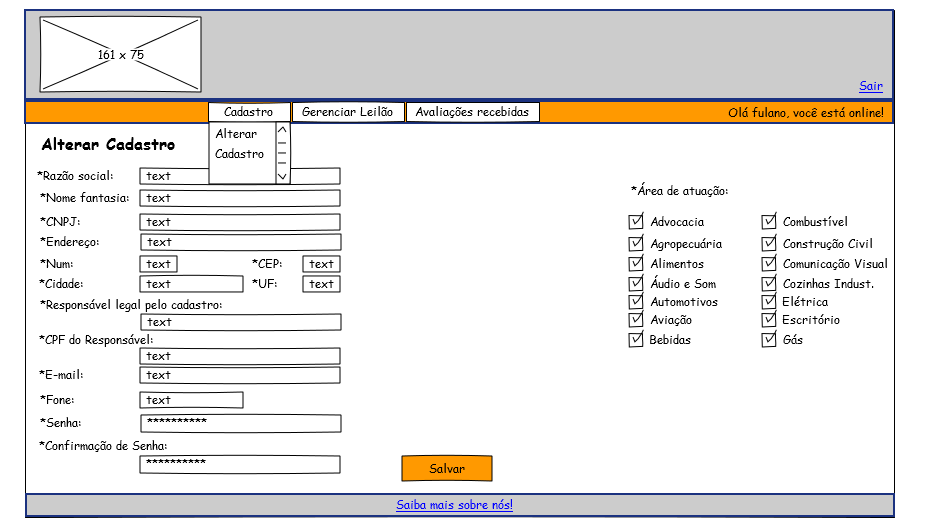 161 x 75
Sair
Cadastro Gerenciar Leilão Avaliações recebidas Olá fulano, você está online!
Alterar
Cadastro
Alterar Cadastro
*Razão social: text
*Nome fantasia: text
*CNPJ: text
*Endereço: text
*Num: text *CEP: text
*Cidade: text *UF: text
*Responsável legal pelo cadastro:
text
*CPF do Responsável:
text
*E-mail: text
*Fone: text
*Senha: **********
*Confirmação de Senha:
**********
*Área de atuação:
Advocacia Combustível
Agropecuária Construção Civil
Alimentos Comunicação Visual
Áudio e Som Cozinhas Indust.
Automotivos Elétrica
Aviação Escritório
Bebidas Gás
Salvar
Saiba mais sobre nós!